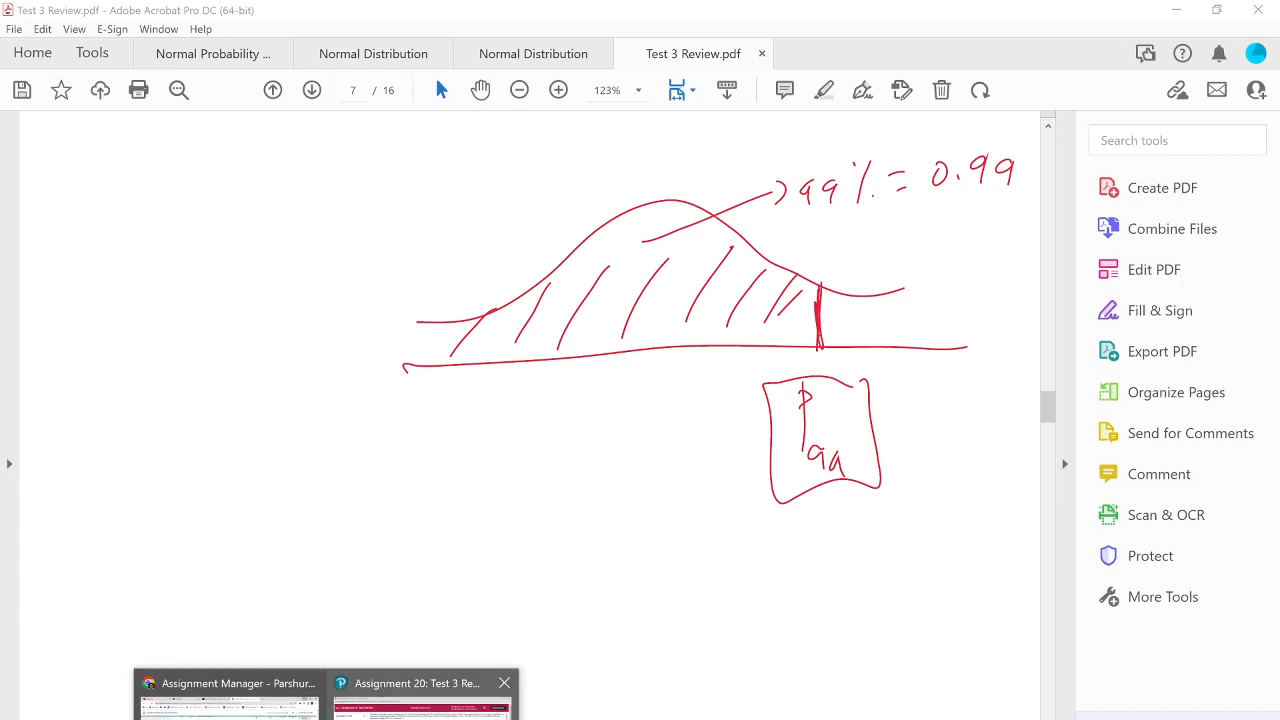 Test 3 Review.pdf - Adobe Acrobat Pro DC (64-bit)
File Edit View E-Sign Window Help
Home Tools Normal Probability ... Normal Distribution Normal Distribution Test 3 Review.pdf ×
7 / 16 123%
Search tools
Create PDF
Combine Files
Edit PDF
Fill & Sign
Export PDF
Organize Pages
Send for Comments
Comment
Scan & OCR
Protect
More Tools
99% = 0.99
P
99
Assignment Manager - Parshur... Assignment 20: Test 3 Re...